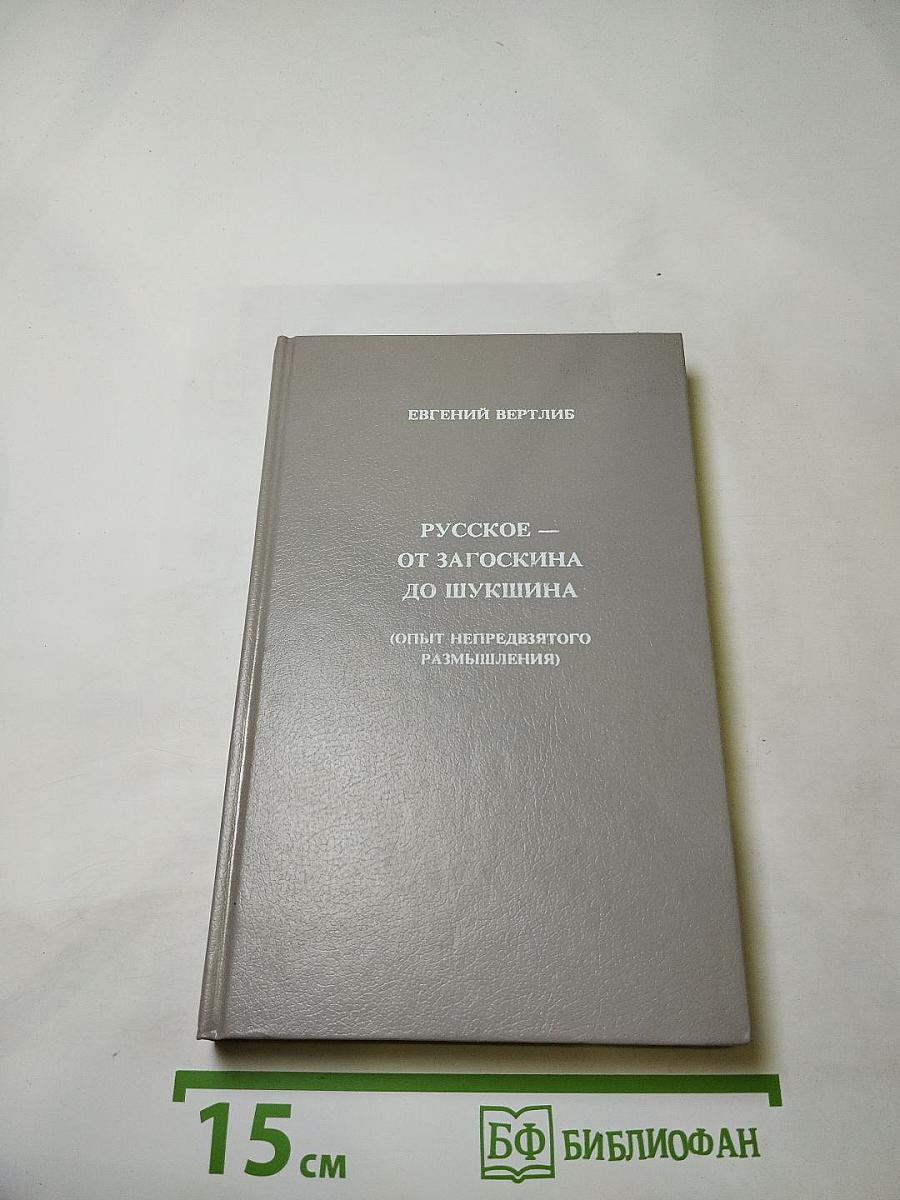 ЕВГЕНИЙ ВЕРТЛИБ
РУССКОЕ —
ОТ ЗАГОСКИНА
ДО ШУКШИНА
(ОПЫТ НЕПРЕДВЗЯТОГО
РАЗМЫШЛЕНИЯ)
15 см
БФ БИБЛИОФАН